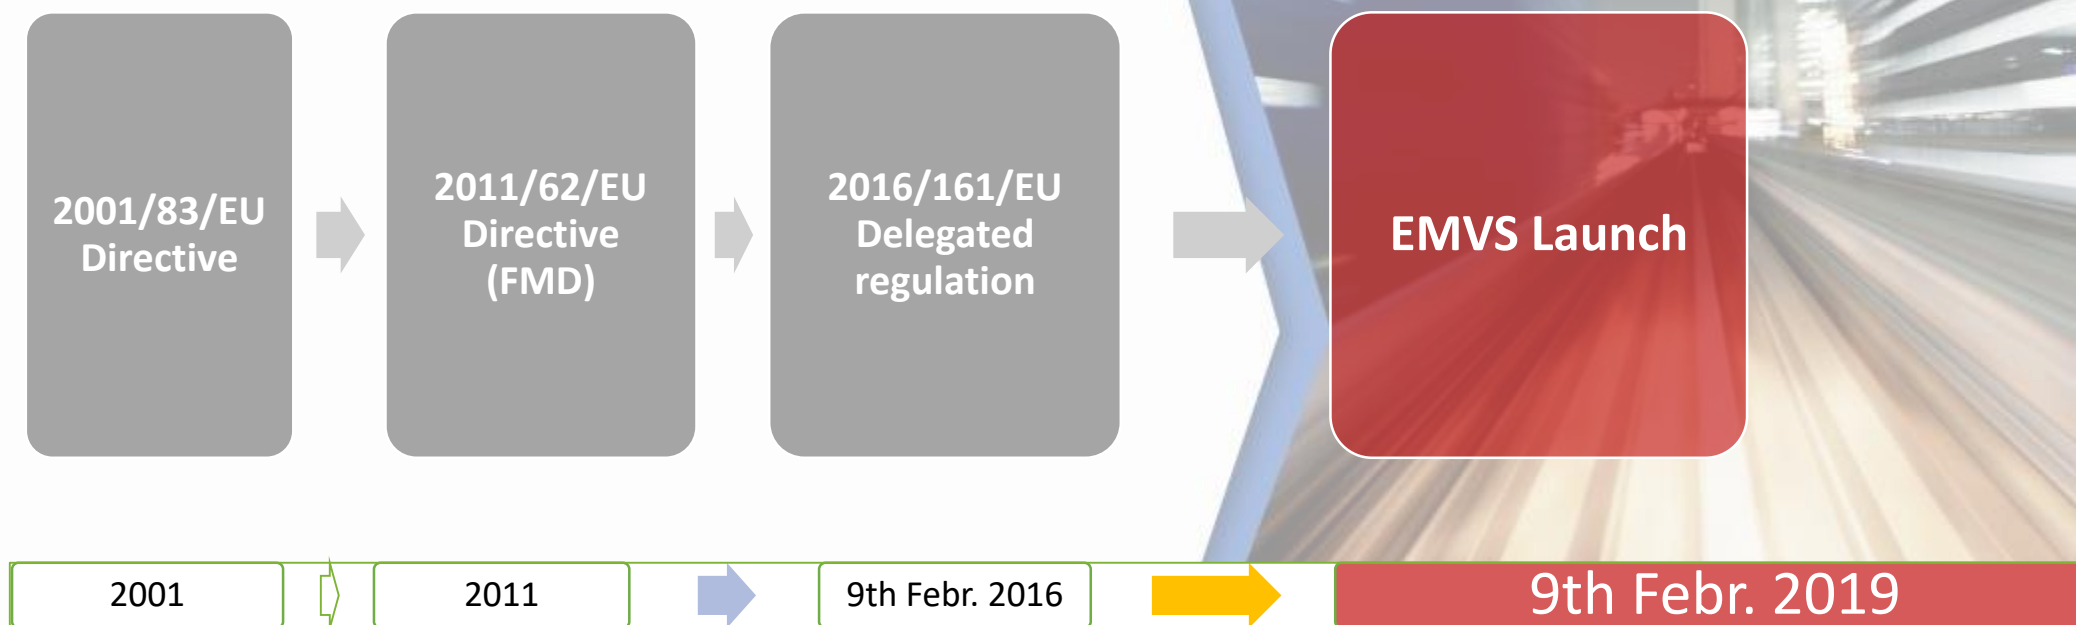 2001/83/EU
Directive
2011/62/EU
Directive
(FMD)
2016/161/EU
Delegated
regulation
EMVS Launch
2001
2011
9th Febr. 2016
9th Febr. 2019